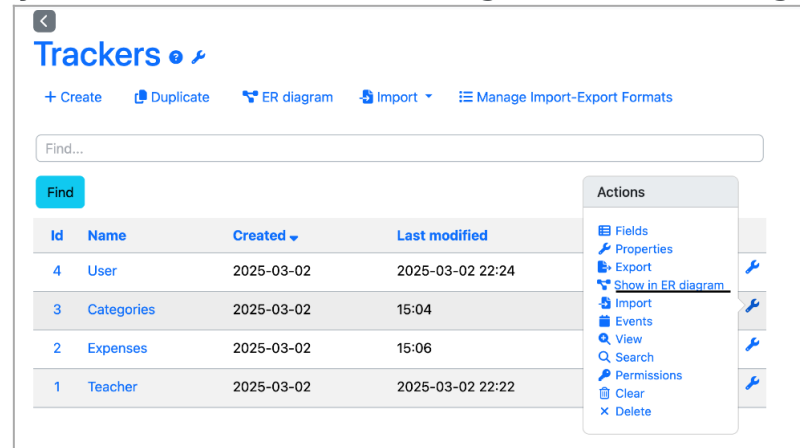 Trackers
Create Duplicate ER diagram Import Manage Import-Export Formats
Find...
Find
Id Name Created Last modified
4 User 2025-03-02 2025-03-02 22:24
3 Categories 2025-03-02 15:04
2 Expenses 2025-03-02 15:06
1 Teacher 2025-03-02 2025-03-02 22:22
Actions
Fields
Properties
Export
Show in ER diagram
Import
Events
View
Search
Permissions
Clear
Delete